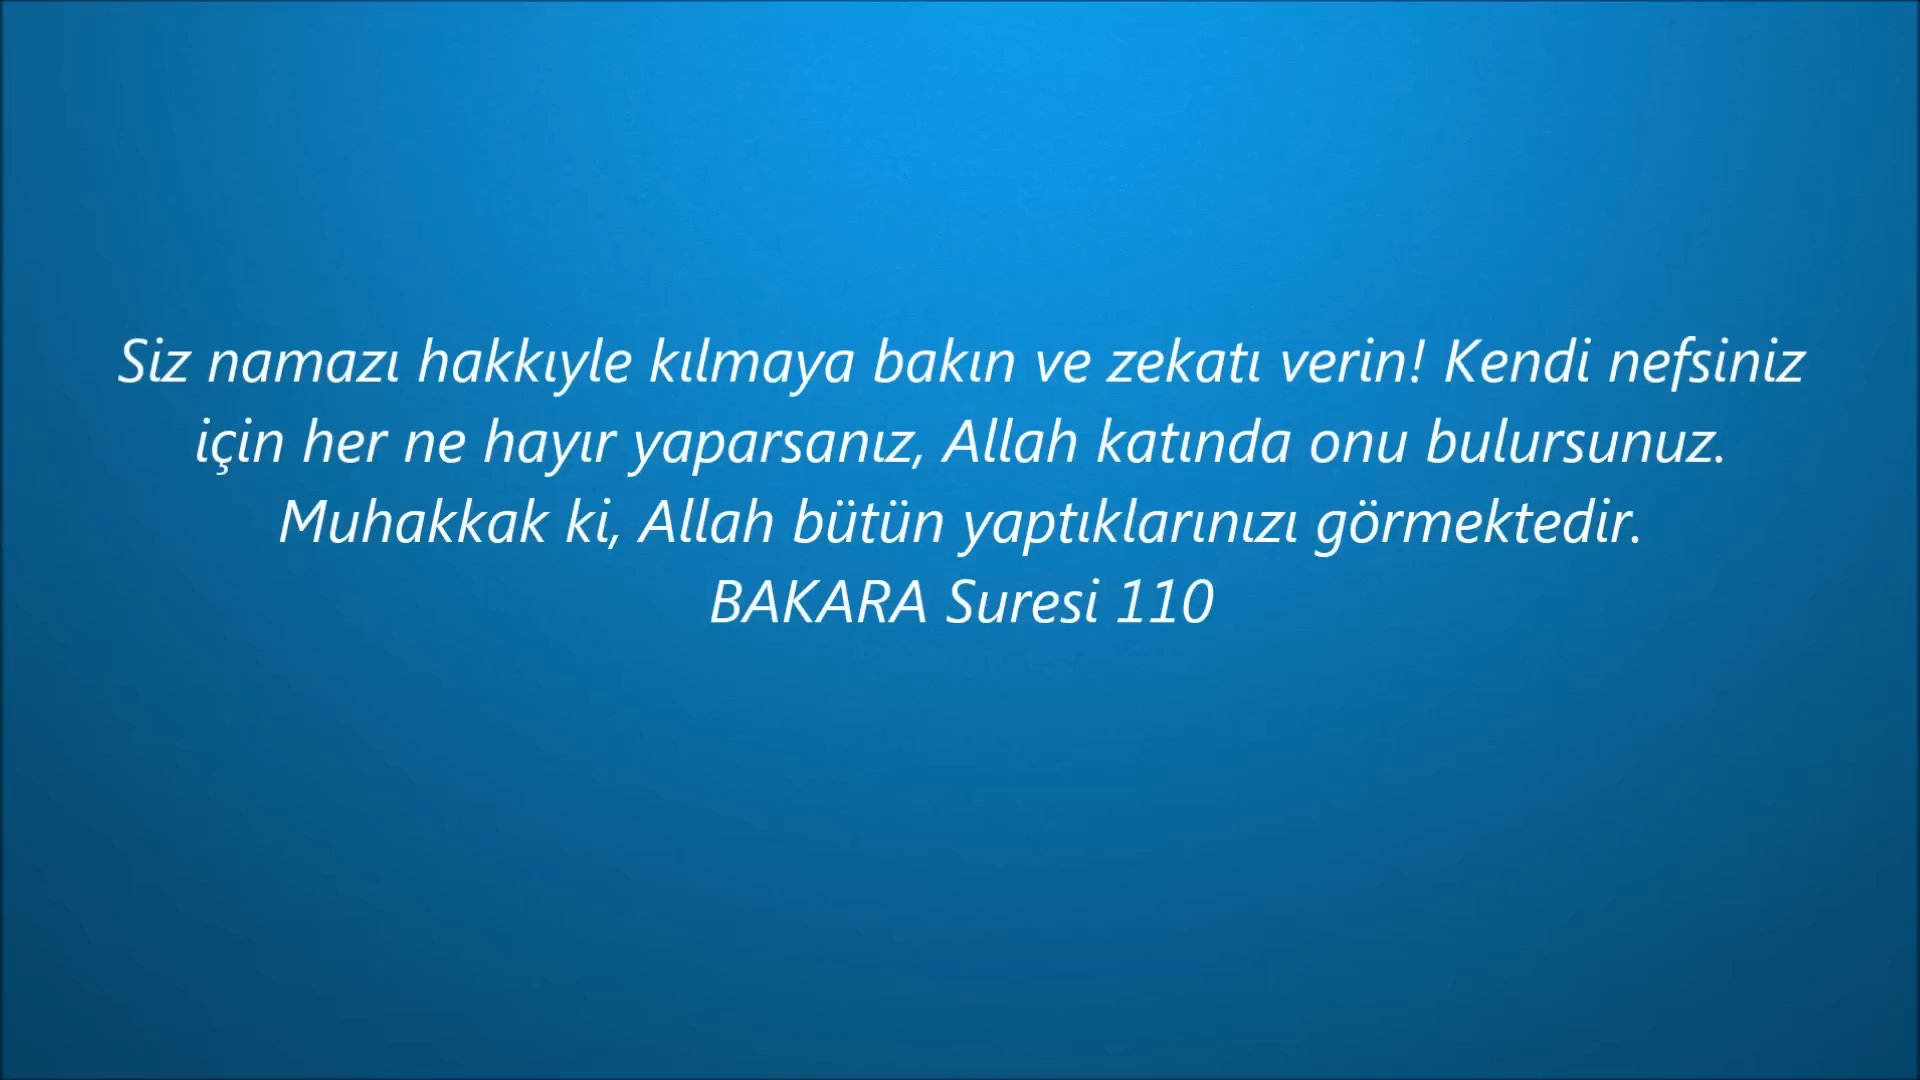 Siz namazı hakkıyle kılmaya bakın ve zekatı verin! Kendi nefsiniz
için her ne hayır yaparsanız, Allah katında onu bulursunuz.
Muhakkak ki, Allah bütün yaptıklarınızı görmektedir.
BAKARA Suresi 110